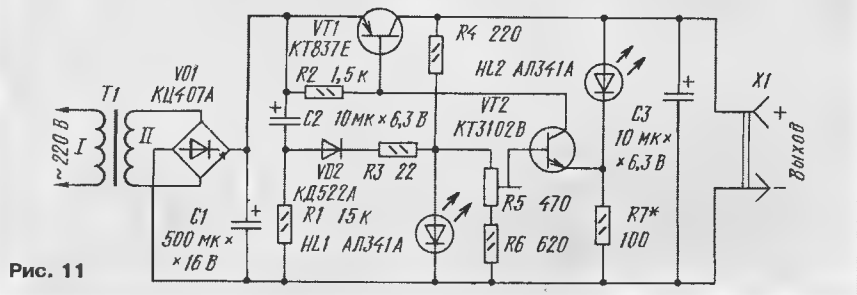 VT1
КТ837Е
R4 220
HL2 АЛ341А
VD1
КЦ407А
T1
R2 1,5 к
VT2
КТ3102В
C3
10 мк ×
× 6,3 В
X1
+
-
Выход
~ 220 В
I
II
+
C2 10 мк × 6,3 В
VD2
КД522А
R3 22
R5 470
C1
500 мк ×
× 16 В
+
R1 15 к
HL1 АЛ341А
R6 620
R7*
100
+
Рис. 11